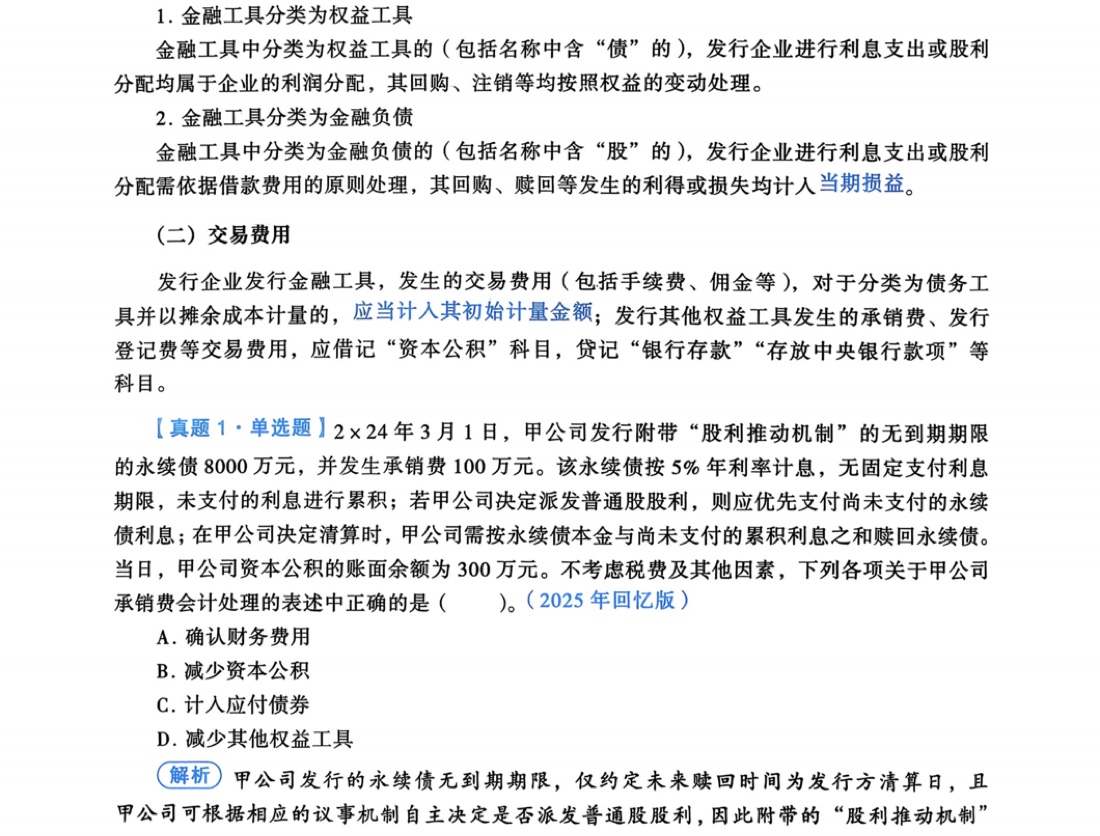 1. 金融工具分类为权益工具
金融工具中分类为权益工具的（包括名称中含“债”的），发行企业进行利息支出或股利
分配均属于企业的利润分配，其回购、注销等均按照权益的变动处理。
2. 金融工具分类为金融负债
金融工具中分类为金融负债的（包括名称中含“股”的），发行企业进行利息支出或股利
分配需依据借款费用的原则处理，其回购、赎回等发生的利得或损失均计入当期损益。
（二）交易费用
发行企业发行金融工具，发生的交易费用（包括手续费、佣金等），对于分类为债务工
具并以摊余成本计量的，应当计入其初始计量金额；发行其他权益工具发生的承销费、发行
登记费等交易费用，应借记“资本公积”科目，贷记“银行存款”“存放中央银行款项”等
科目。
【真题1·单选题】2×24年3月1日，甲公司发行附带“股利推动机制”的无到期期限
的永续债8000万元，并发生承销费100万元。该永续债按5%年利率计息，无固定支付利息
期限，未支付的利息进行累积；若甲公司决定派发普通股股利，则应优先支付尚未支付的永续
债利息；在甲公司决定清算时，甲公司需按永续债本金与尚未支付的累积利息之和赎回永续债。
当日，甲公司资本公积的账面余额为300万元。不考虑税费及其他因素，下列各项关于甲公司
承销费会计处理的表述中正确的是（　　）。（2025年回忆版）
A. 确认财务费用
B. 减少资本公积
C. 计入应付债券
D. 减少其他权益工具
解析 甲公司发行的永续债无到期期限，仅约定未来赎回时间为发行方清算日，且
甲公司可根据相应的议事机制自主决定是否派发普通股股利，因此附带的“股利推动机制”